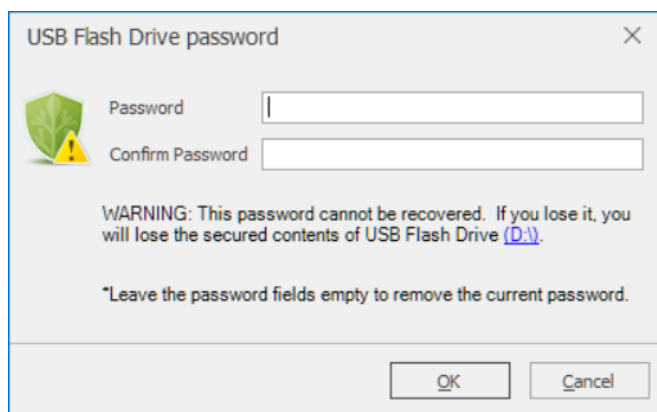 USB Flash Drive password
Password
Confirm Password
WARNING: This password cannot be recovered.  If you lose it, you
will lose the secured contents of USB Flash Drive (D:\).
*Leave the password fields empty to remove the current password.
OK Cancel